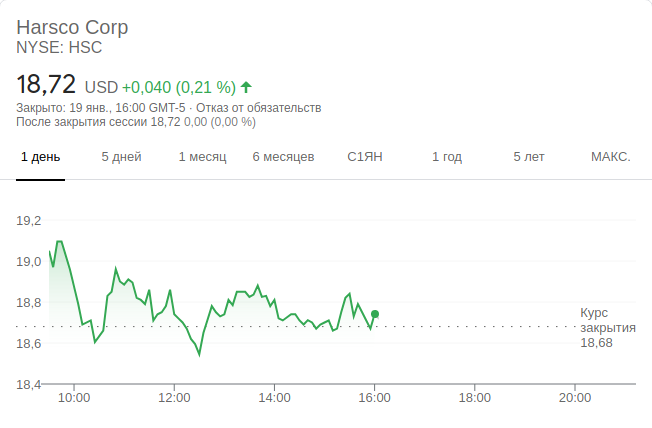 Harsco Corp
NYSE: HSC
18,72 USD +0,040 (0,21 %)
Закрыто: 19 янв., 16:00 GMT-5 · Отказ от обязательств
После закрытия сессии 18,72 0,00 (0,00 %)
1 день 5 дней 1 месяц 6 месяцев С1ЯН 1 год 5 лет МАКС.
19,2
19,0
18,8
Курс
закрытия
18,6
18,68
18,4
10:00 12:00 14:00 16:00 18:00 20:00